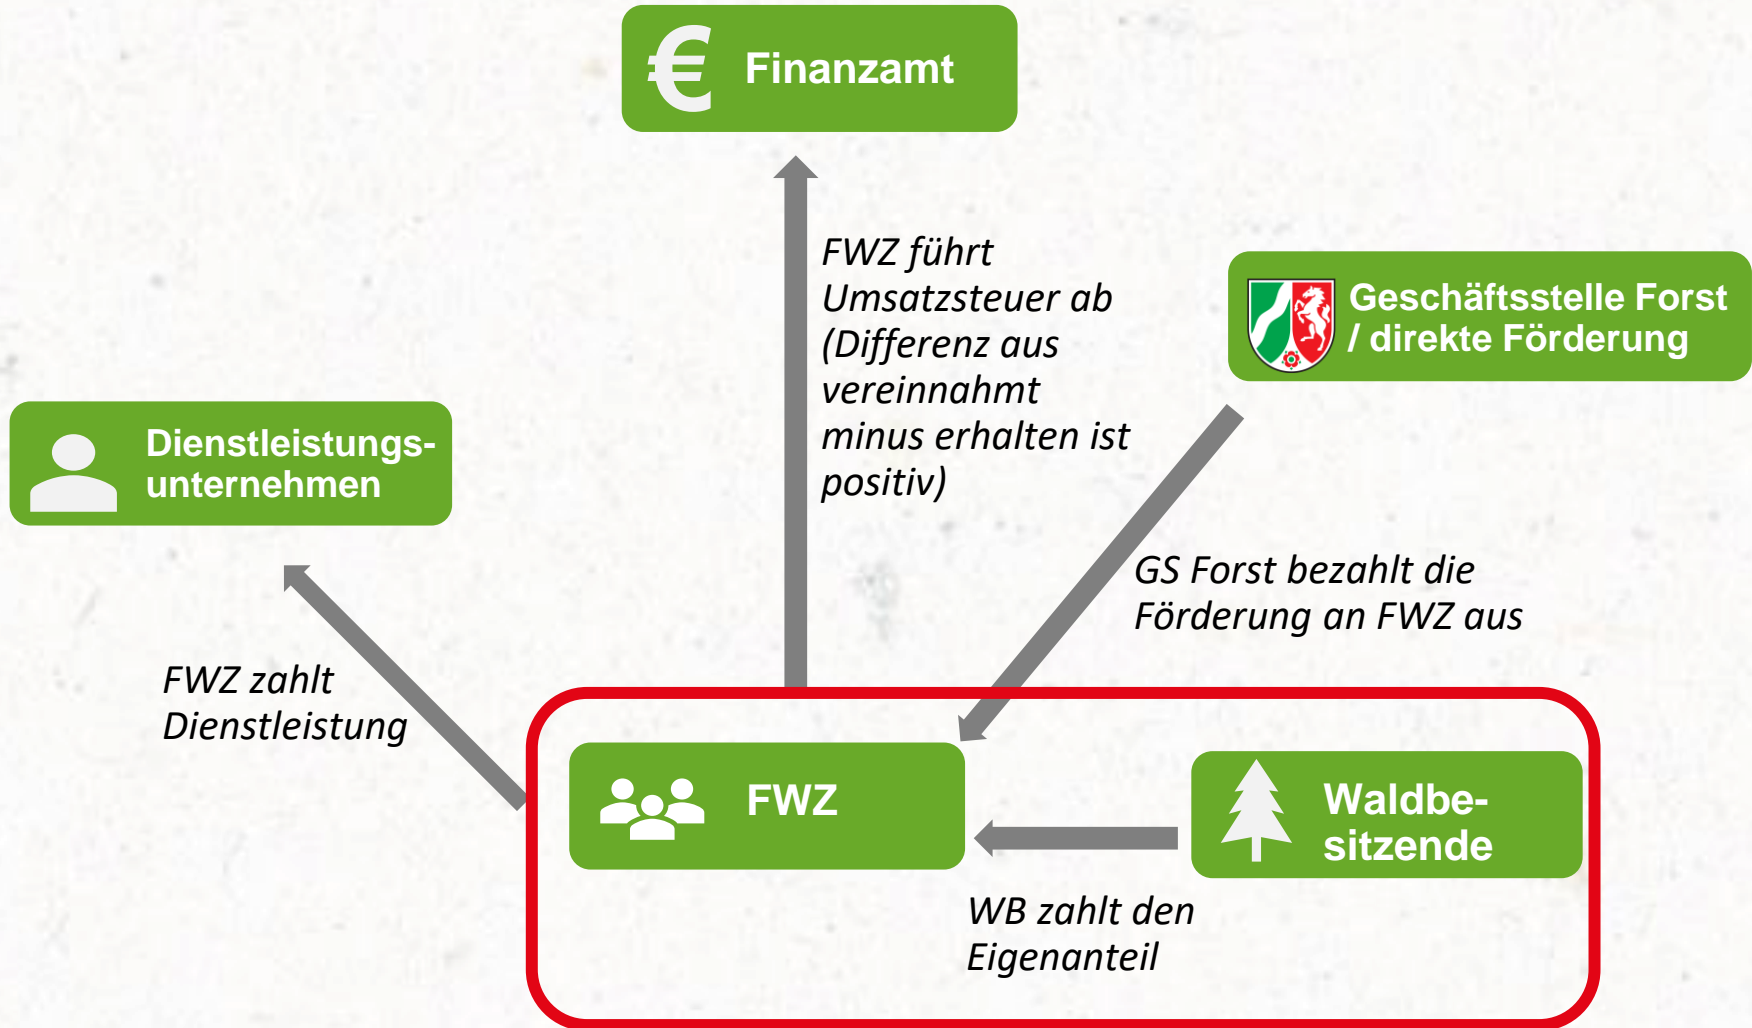 € Finanzamt
FWZ führt
Umsatzsteuer ab
(Differenz aus
vereinnahmt
minus erhalten ist
positiv)
Geschäftsstelle Forst
/ direkte Förderung
Dienstleistungs-
unternehmen
GS Forst bezahlt die
Förderung an FWZ aus
FWZ zahlt
Dienstleistung
FWZ
Waldbe-
sitzende
WB zahlt den
Eigenanteil